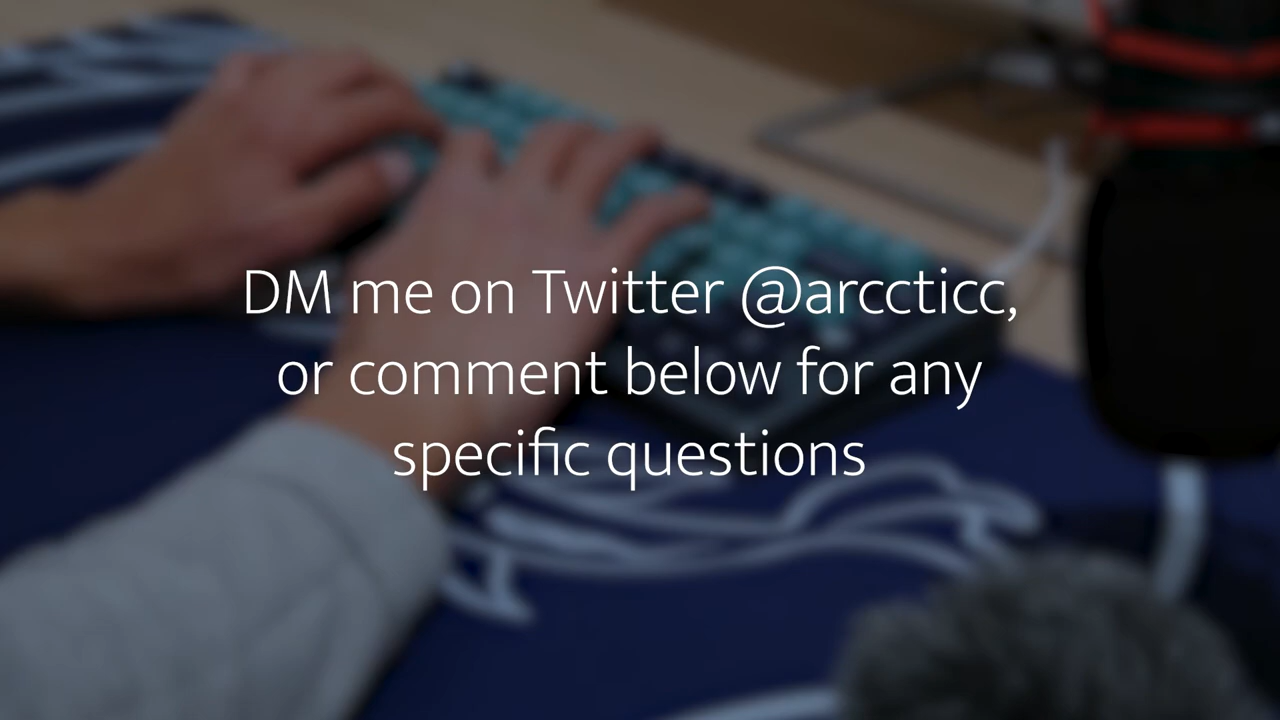 DM me on Twitter @arccticc,
or comment below for any
specific questions